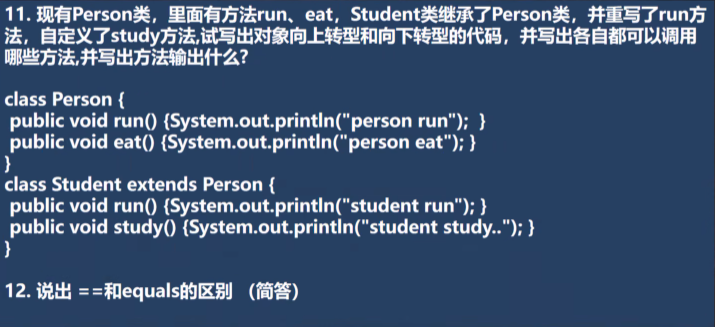 11. 现有Person类，里面有方法run、eat，Student类继承了Person类，并重写了run方
法，自定义了study方法,试写出对象向上转型和向下转型的代码，并写出各自都可以调用
哪些方法,并写出方法输出什么？
class Person {
public void run() {System.out.println("person run"); }
public void eat() {System.out.println("person eat"); }
}
class Student extends Person {
public void run() {System.out.println("student run"); }
public void study() {System.out.println("student study.."); }
}
12. 说出 ==和equals的区别 （简答）